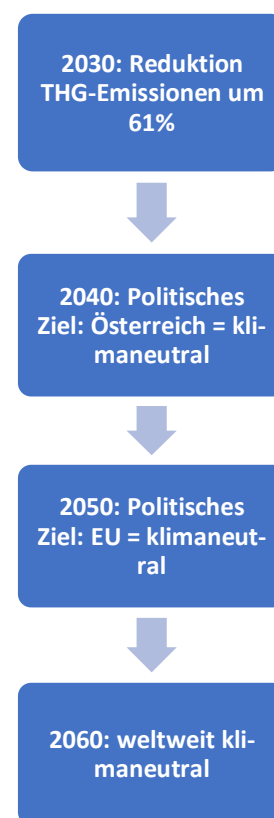 2030: Reduktion
THG-Emissionen um
61%
2040: Politisches
Ziel: Österreich = kli-
maneutral
2050: Politisches
Ziel: EU = klimaneut-
ral
2060: weltweit kli-
maneutral